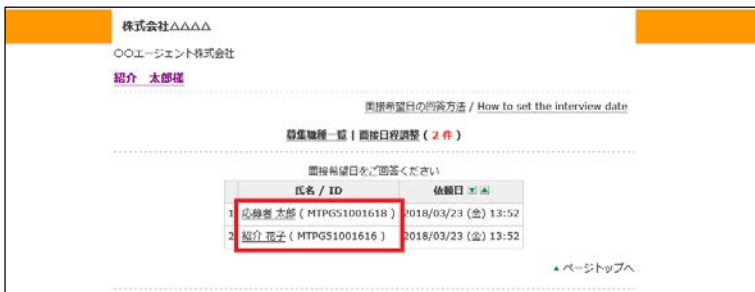 株式会社△△△△
〇〇エージェント株式会社
紹介　太郎様
面接希望日の回答方法 / How to set the interview date
募集職種一覧 | 面接日程調整 ( 2 件 )
面接希望日をご回答ください
氏名 / ID 依頼日 ▼ ▲
1 応募者 太郎 ( MTPG51001618 ) 2018/03/23 (金) 13:52
2 紹介 花子 ( MTPG51001616 ) 2018/03/23 (金) 13:52
▲ ページトップへ